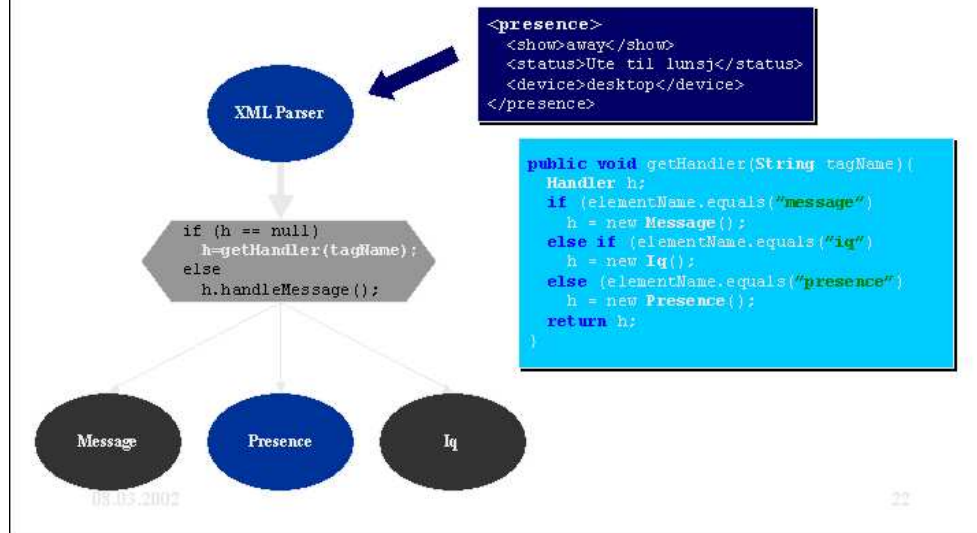 <presence>
<show>away</show>
<status>Ute til lunsj</status>
<device>desktop</device>
</presence>
XML Parser
public void getHandler(String tagName){
Handler h;
if (elementName.equals("message")
h = new Message();
else if (elementName.equals("iq")
h = new Iq();
else (elementName.equals("presence")
h = new Presence();
return h;
}
if (h == null)
h=getHandler(tagName);
else
h.handleMessage();
Message
Presence
Iq
08.03.2002
22